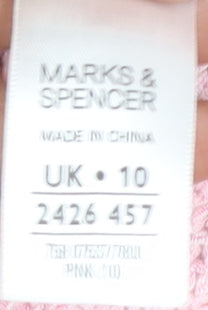 MARKS &
SPENCER
MADE IN CHINA
UK • 10
2426 457